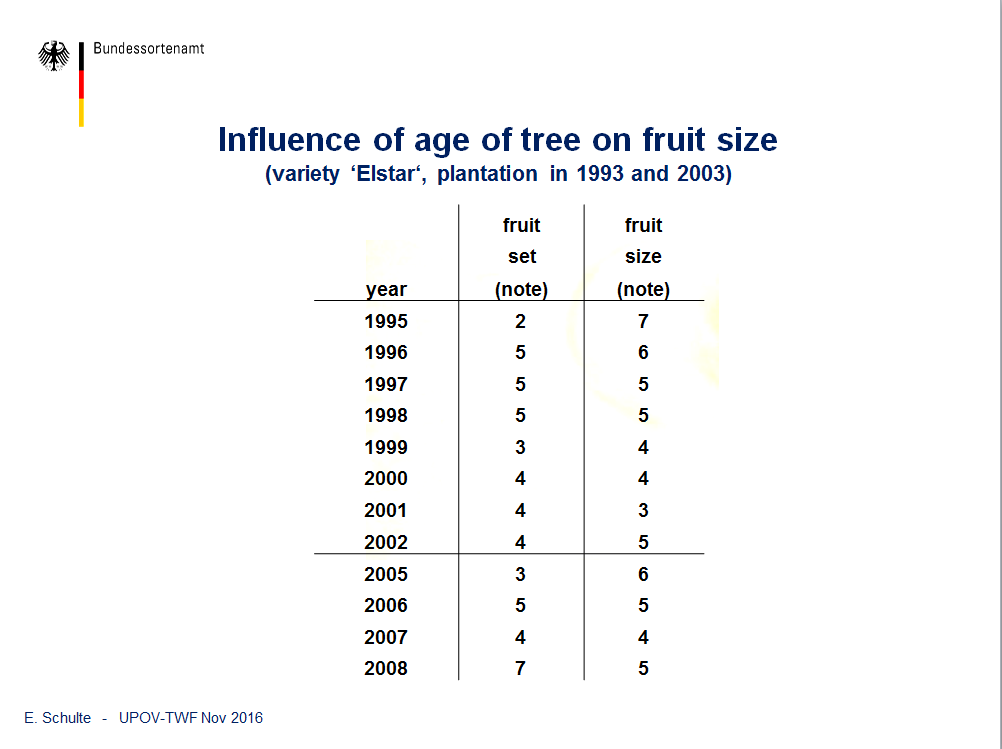 Bundessortenamt
Influence of age of tree on fruit size
(variety ‘Elstar‘, plantation in 1993 and 2003)
fruit fruit
set size
year (note) (note)
1995 2 7
1996 5 6
1997 5 5
1998 5 5
1999 3 4
2000 4 4
2001 4 3
2002 4 5
2005 3 6
2006 5 5
2007 4 4
2008 7 5
E. Schulte - UPOV-TWF Nov 2016